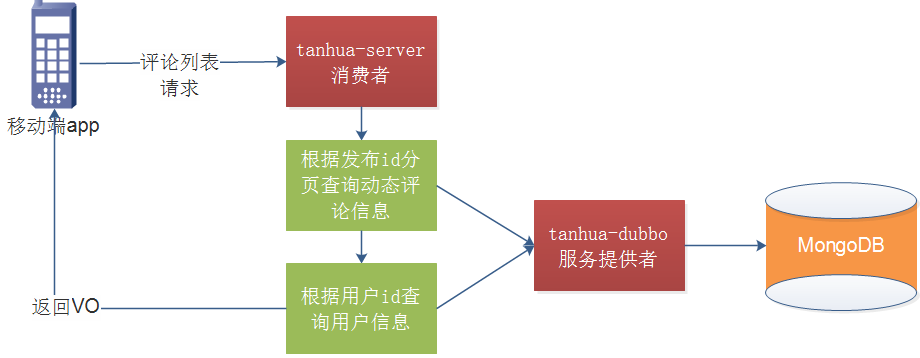 移动端app
评论列表
请求
tanhua-server
消费者
根据发布id分
页查询动态评
论信息
根据用户id查
询用户信息
返回VO
tanhua-dubbo
服务提供者
MongoDB